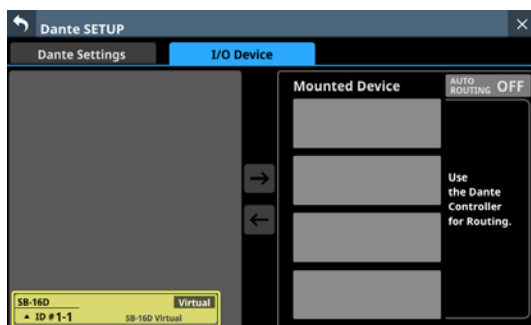 Dante SETUP
Dante Settings
I/O Device
Mounted Device
AUTO
ROUTING OFF
Use
the Dante
Controller
for Routing.
SB-16D
Virtual
▲ ID #1-1
SB-16D Virtual